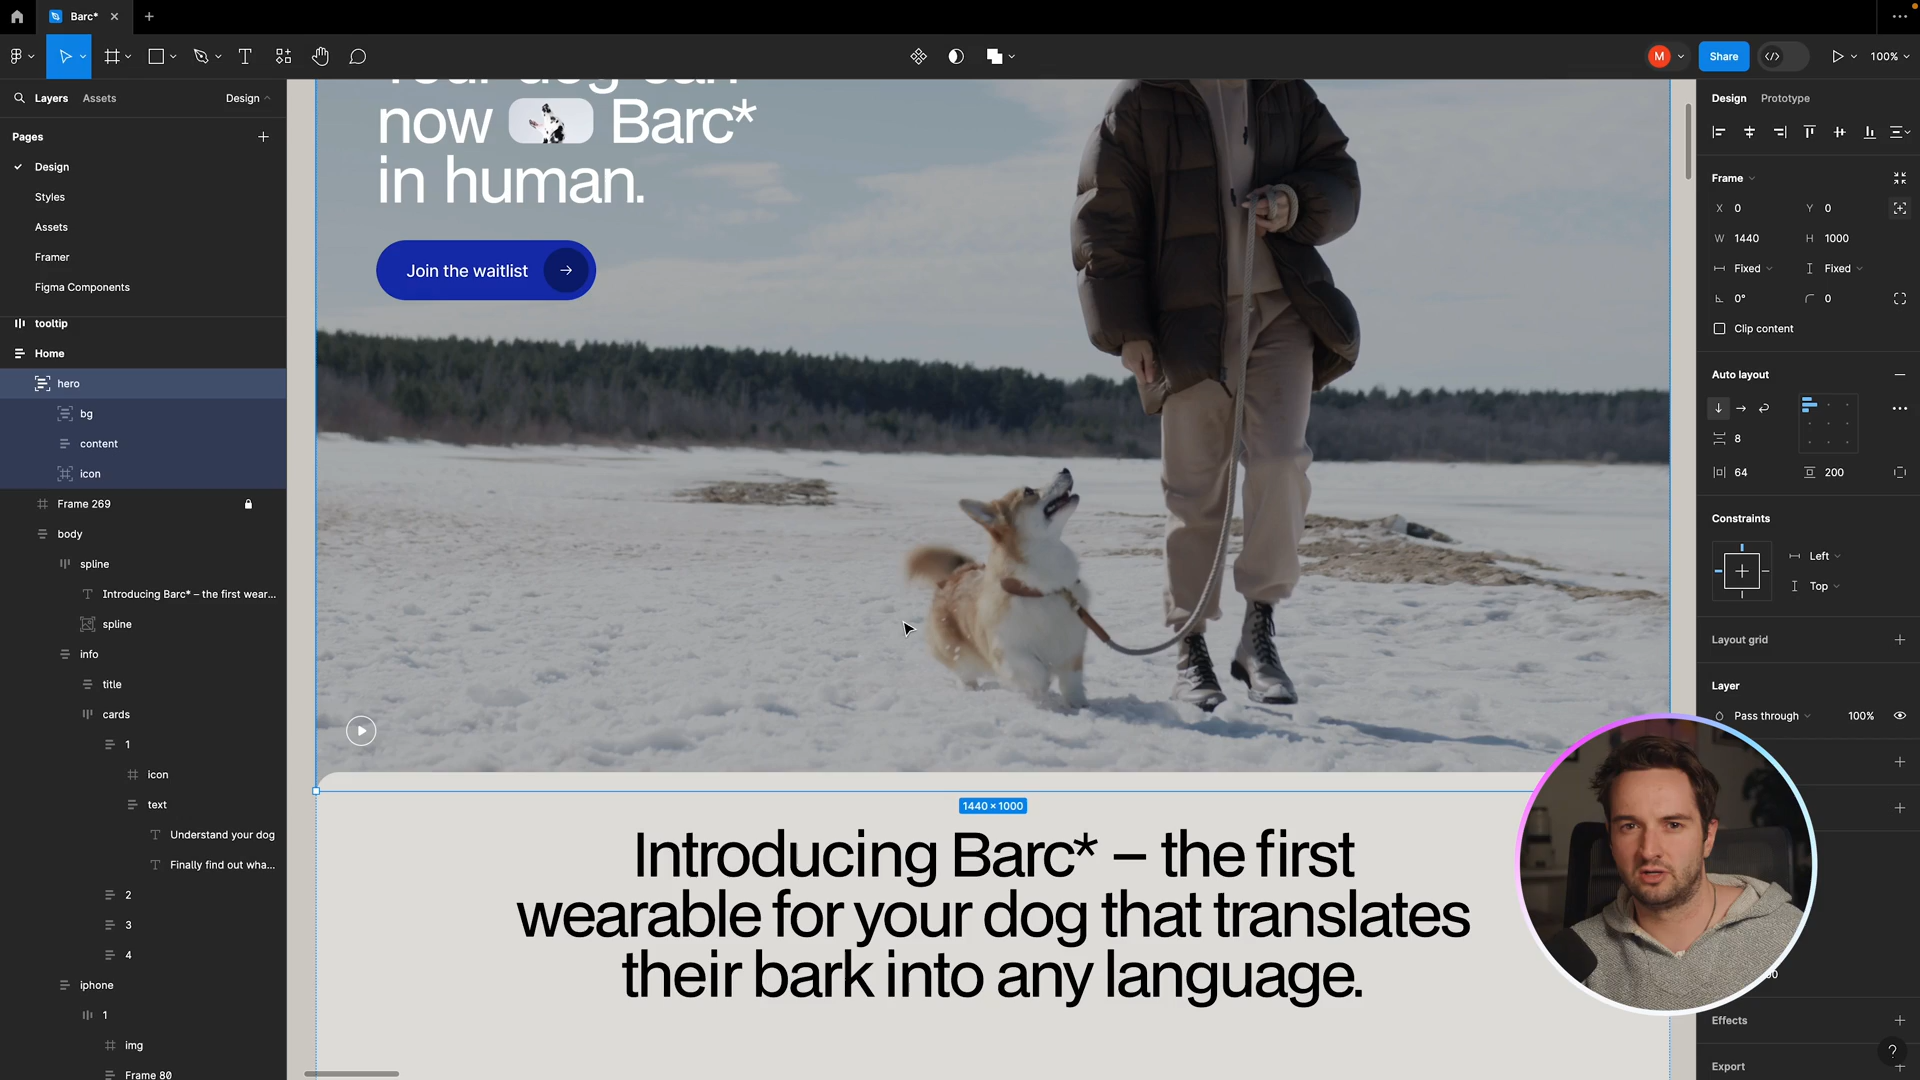 Barc*
M
Share
100%
Layers
Assets
Design
Pages
Design
Styles
Assets
Framer
Figma Components
tooltip
Home
hero
bg
content
icon
Frame 269
body
spline
Introducing Barc* – the first wear...
spline
info
title
cards
1
icon
text
Understand your dog
Finally find out wha...
2
3
4
iphone
1
img
Frame 80
Your dog can
now Barc*
in human.
Join the waitlist
1440 × 1000
Introducing Barc* – the first
wearable for your dog that translates
their bark into any language.
Design
Prototype
Frame
X 0
Y 0
W 1440
H 1000
Fixed
Fixed
0°
0
Clip content
Auto layout
8
64
200
Constraints
Left
Top
Layout grid
Layer
Pass through
100%
Effects
Export
?